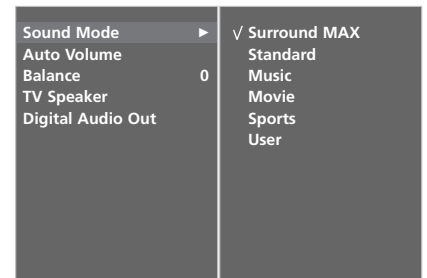 Sound Mode ►
Auto Volume
Balance 0
TV Speaker
Digital Audio Out
√ Surround MAX
Standard
Music
Movie
Sports
User